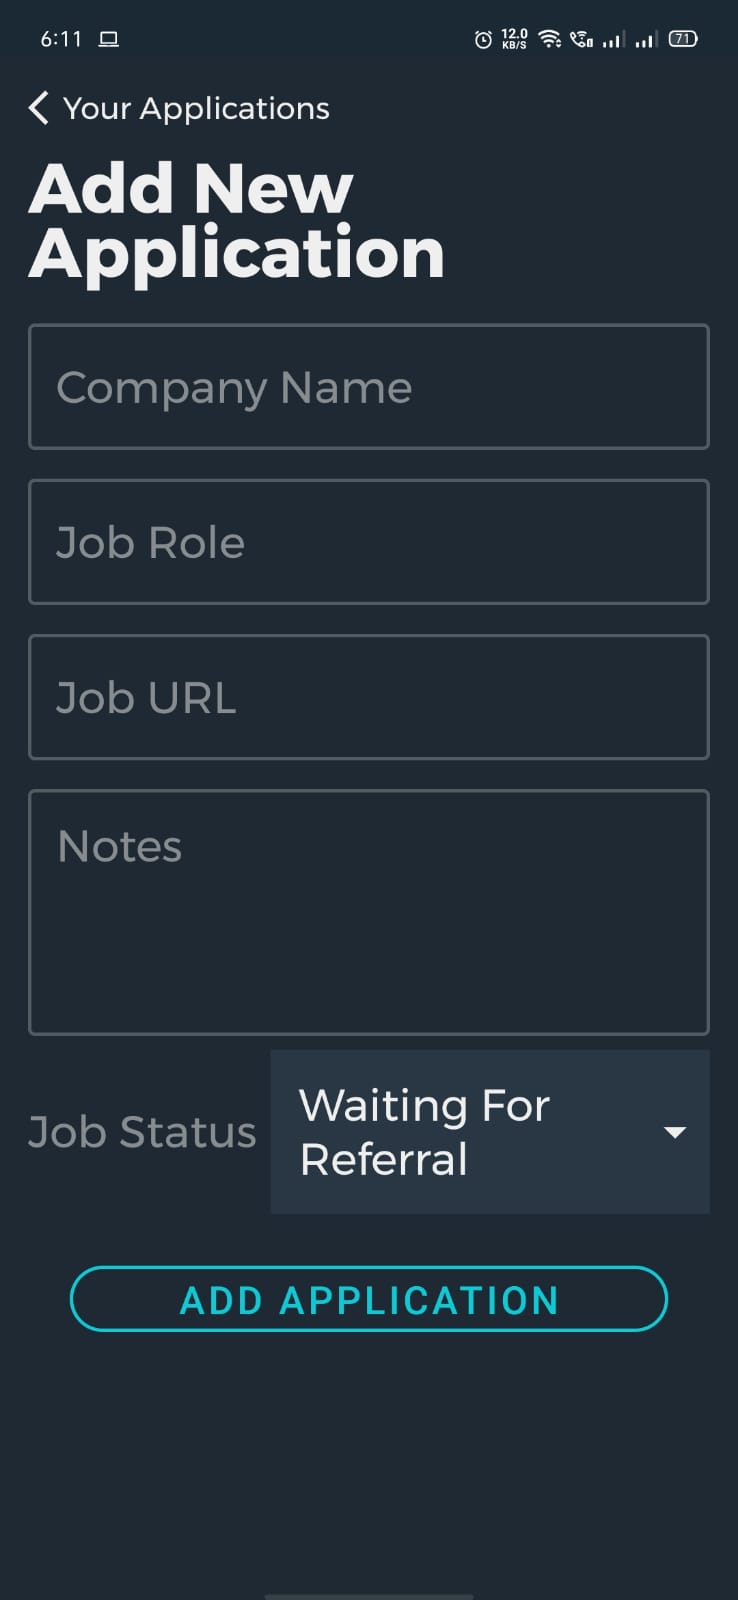 6:11
12.0
KB/S
71
Your Applications
Add New
Application
Company Name
Job Role
Job URL
Notes
Job Status
Waiting For
Referral
ADD APPLICATION